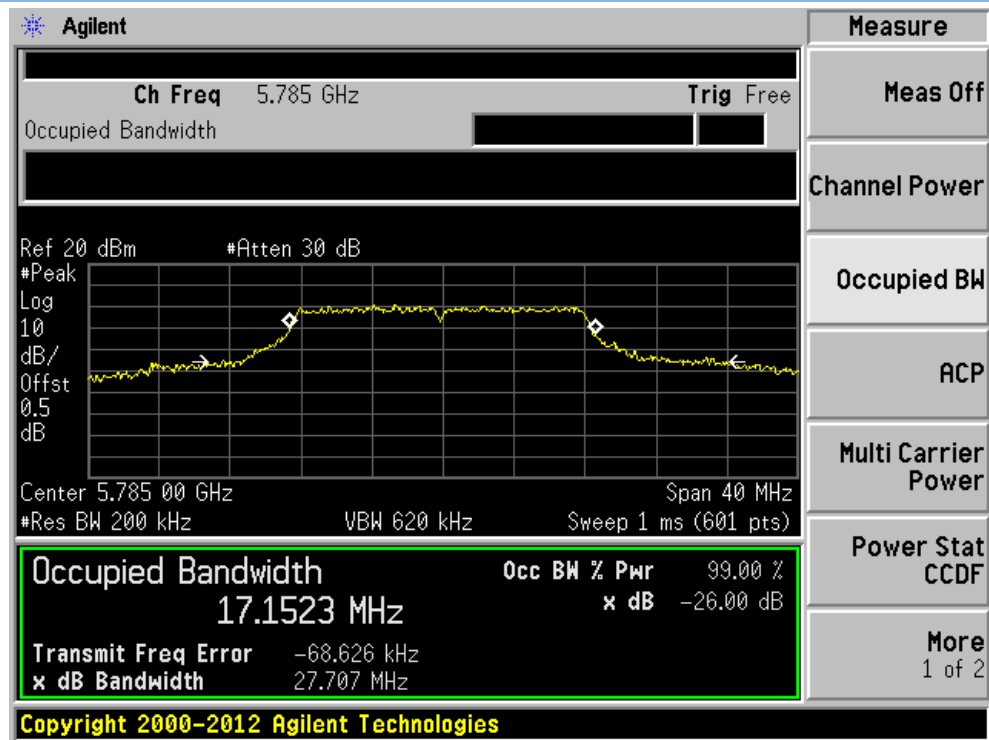 Agilent
Measure
Ch Freq 5.785 GHz Trig Free
Occupied Bandwidth
Meas Off
Channel Power
Occupied BW
ACP
Multi Carrier
Power
Power Stat
CCDF
More
1 of 2
Ref 20 dBm #Atten 30 dB
#Peak
Log
10
dB/
Offst
0.5
dB
Center 5.785 00 GHz Span 40 MHz
#Res BW 200 kHz VBW 620 kHz Sweep 1 ms (601 pts)
Occupied Bandwidth
17.1523 MHz
Occ BW % Pwr 99.00 %
x dB -26.00 dB
Transmit Freq Error -68.626 kHz
x dB Bandwidth 27.707 MHz
Copyright 2000-2012 Agilent Technologies